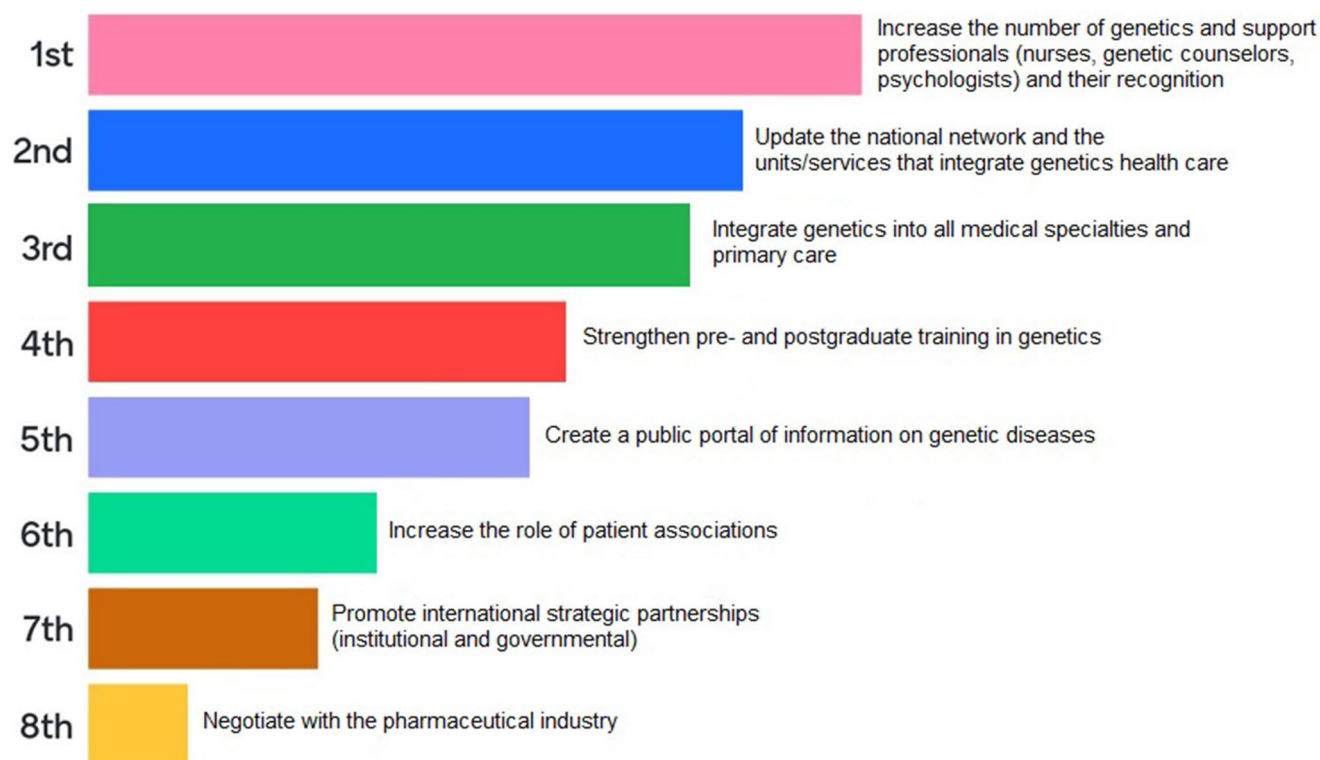 1st
Increase the number of genetics and support
professionals (nurses, genetic counselors,
psychologists) and their recognition
2nd
Update the national network and the
units/services that integrate genetics health care
3rd
Integrate genetics into all medical specialties and
primary care
4th
Strengthen pre- and postgraduate training in genetics
5th
Create a public portal of information on genetic diseases
6th
Increase the role of patient associations
7th
Promote international strategic partnerships
(institutional and governmental)
8th
Negotiate with the pharmaceutical industry